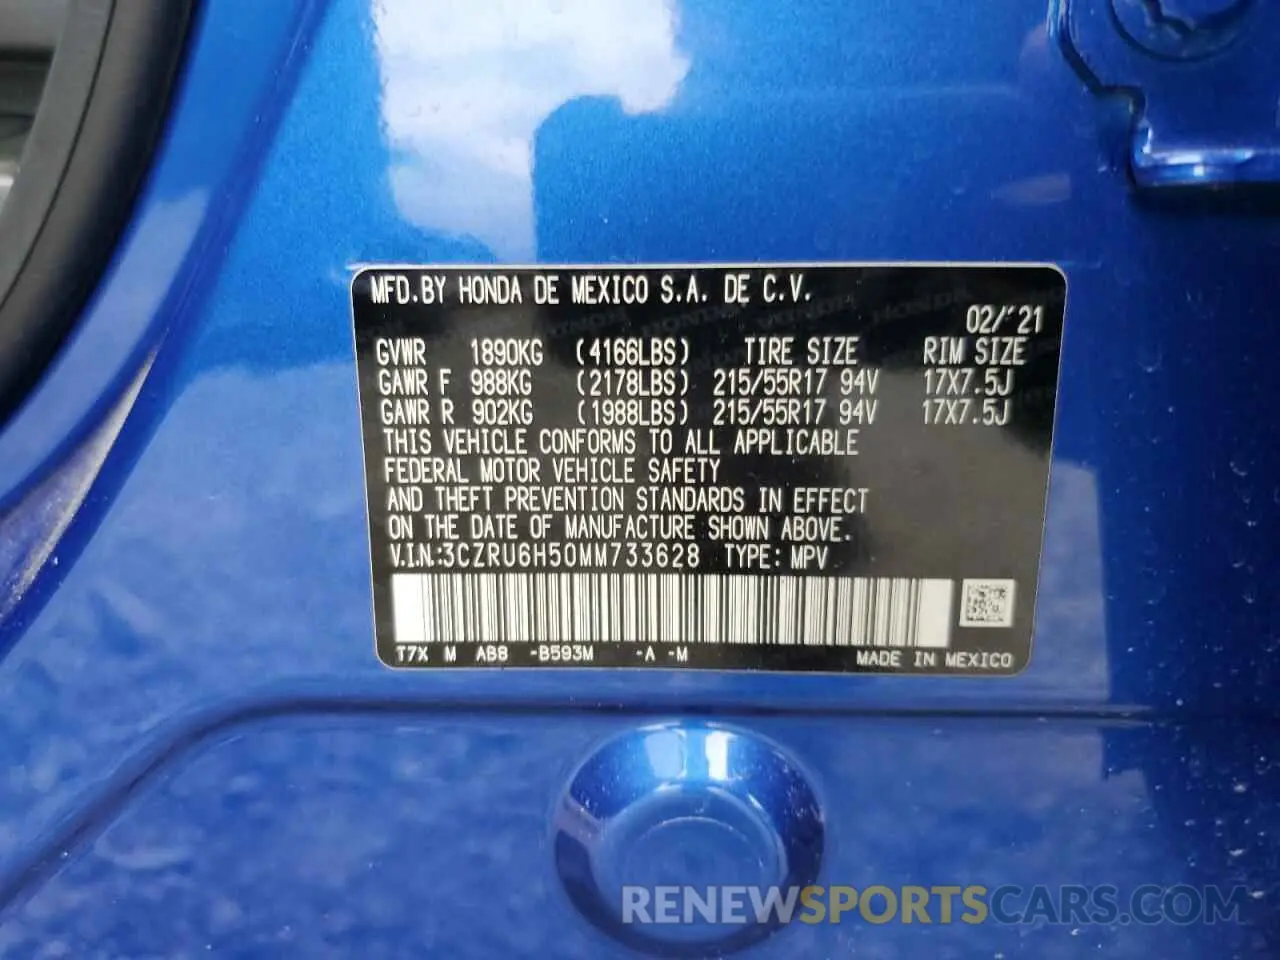 MFD.BY HONDA DE MEXICO S.A. DE C.V.
02/'21
GVWR 1890KG (4166LBS) TIRE SIZE RIM SIZE
GAWR F 988KG (2178LBS) 215/55R17 94V 17X7.5J
GAWR R 902KG (1988LBS) 215/55R17 94V 17X7.5J
THIS VEHICLE CONFORMS TO ALL APPLICABLE
FEDERAL MOTOR VEHICLE SAFETY
AND THEFT PREVENTION STANDARDS IN EFFECT
ON THE DATE OF MANUFACTURE SHOWN ABOVE.
V.I.N.:3CZRU6H50MM733628 TYPE: MPV
T7X M AB8 -B593M -A -M MADE IN MEXICO
RENEWSPORTSCARS.COM